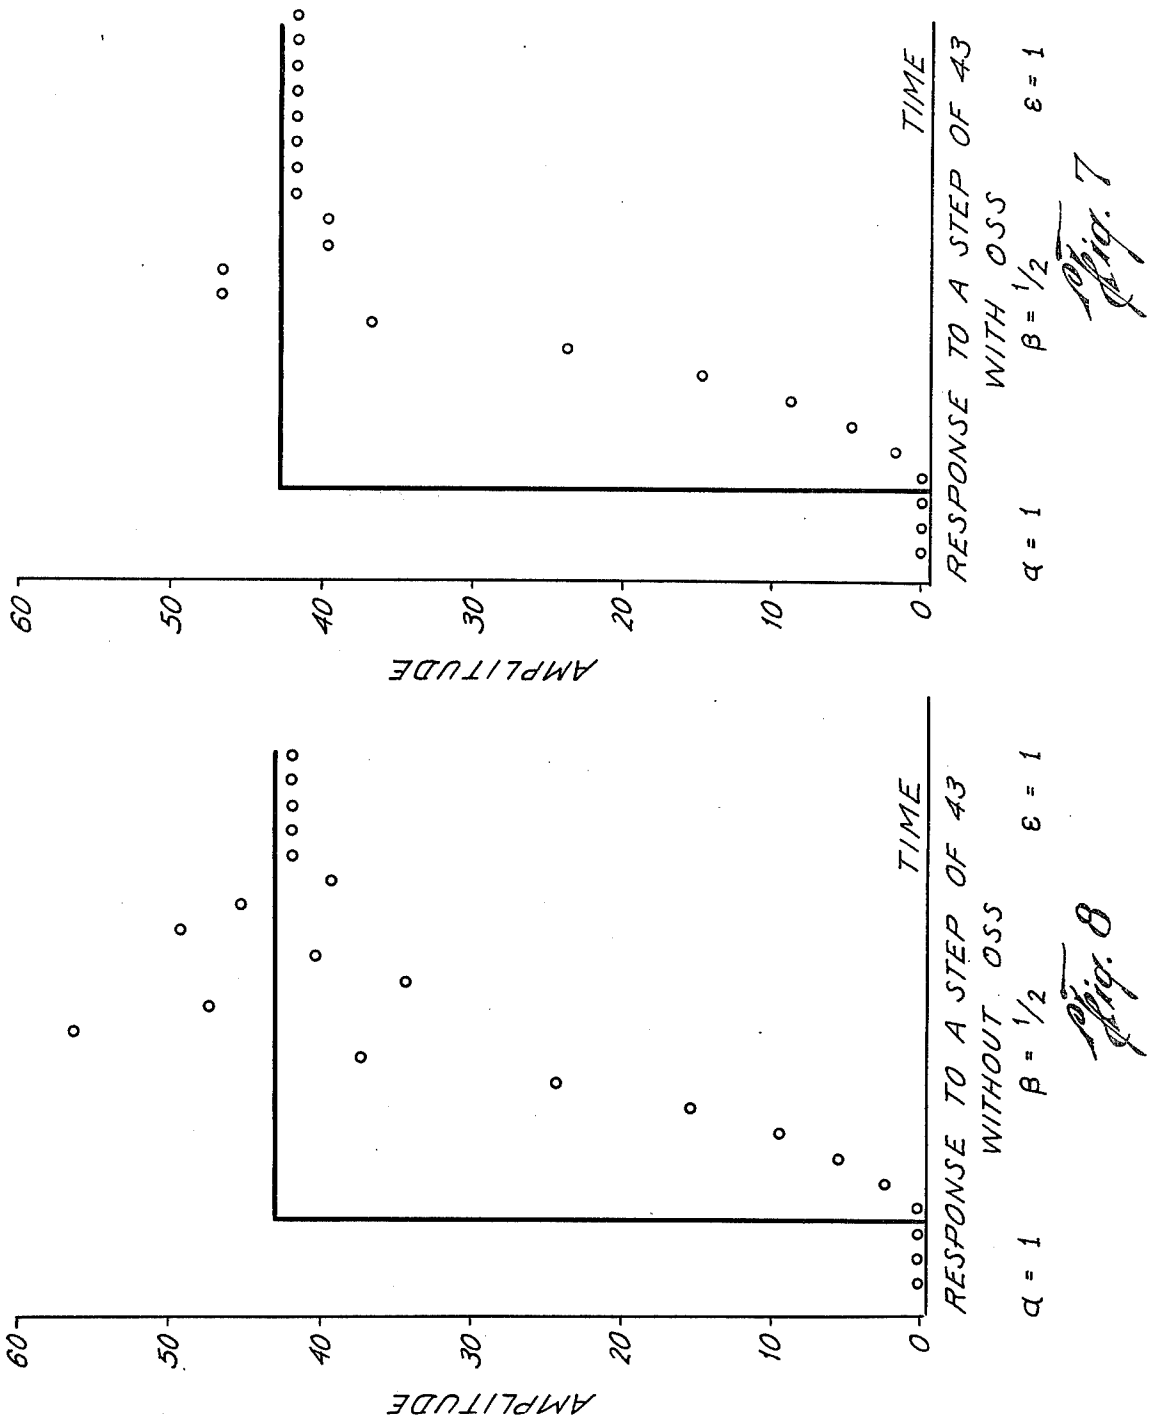 60
50
40
30
20
10
0
AMPLITUDE
TIME
RESPONSE TO A STEP OF 43
WITH OSS
α = 1 β = 1/2 ε = 1
Fig. 7
60
50
40
30
20
10
0
AMPLITUDE
TIME
RESPONSE TO A STEP OF 43
WITHOUT OSS
α = 1 β = 1/2 ε = 1
Fig. 8